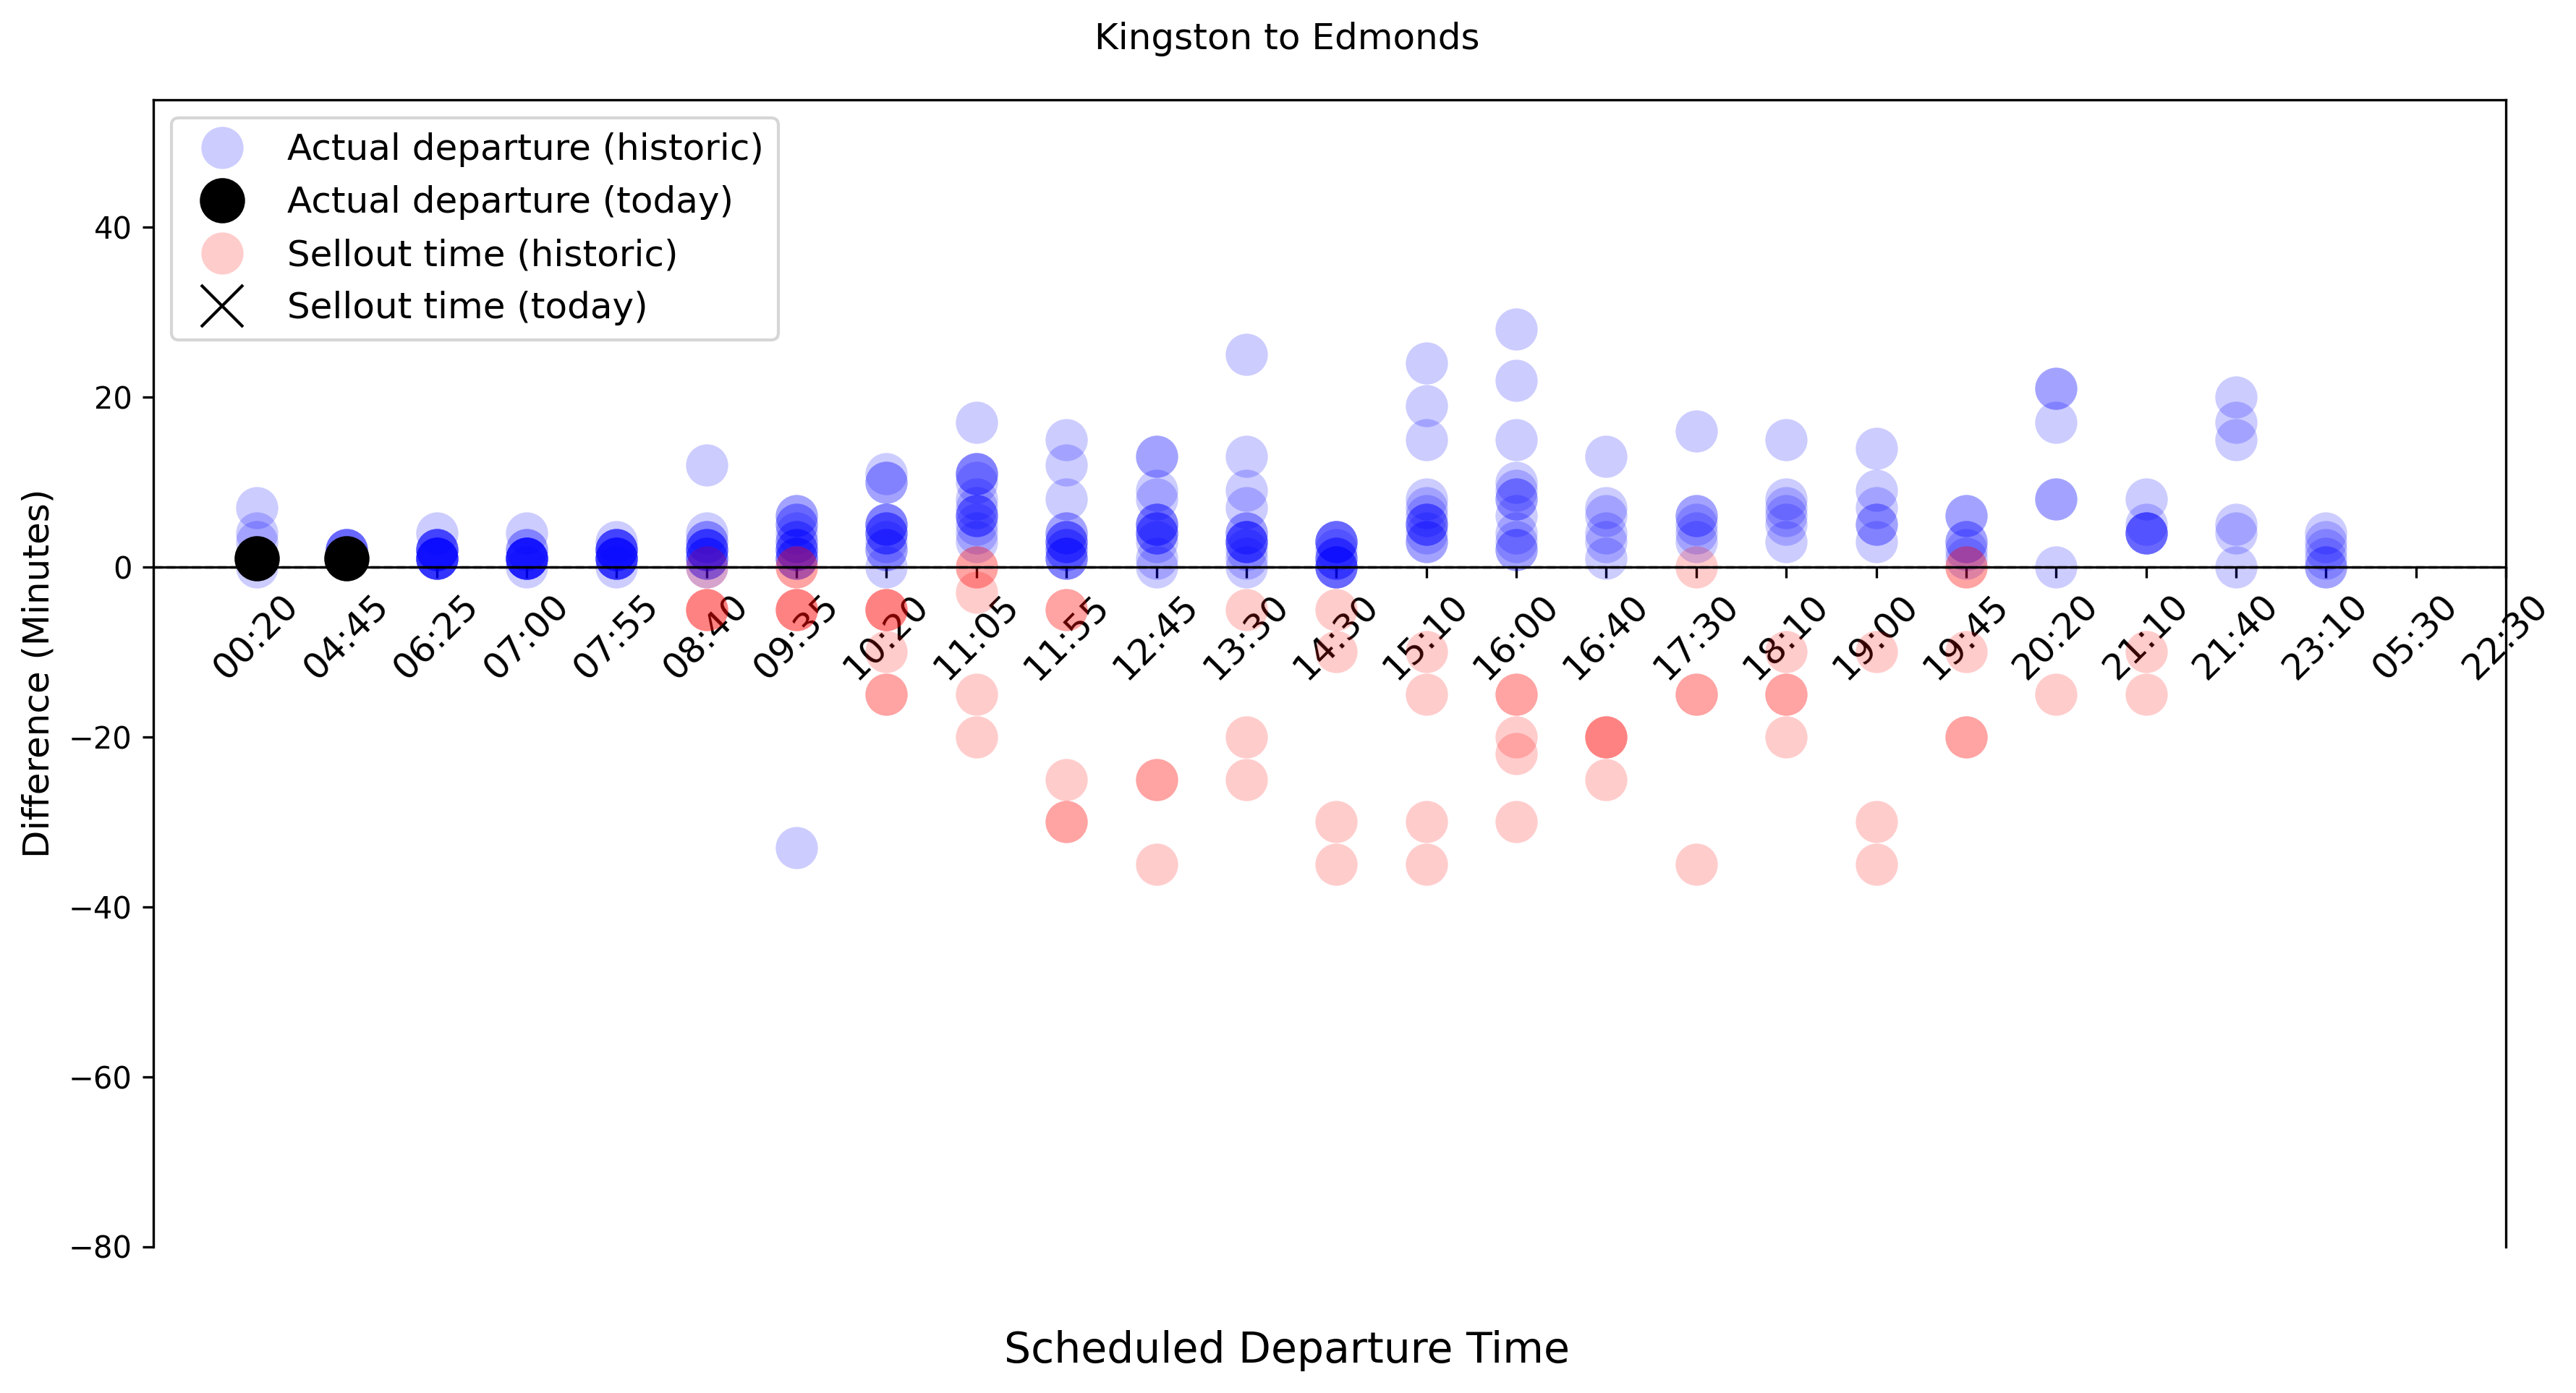 Kingston to Edmonds
Actual departure (historic)
Actual departure (today)
Sellout time (historic)
Sellout time (today)
Difference (Minutes)
40
20
0
−20
−40
−60
−80
00:20 04:45 06:25 07:00 07:55 08:40 09:35 10:20 11:05 11:55 12:45 13:30 14:30 15:10 16:00 16:40 17:30 18:10 19:00 19:45 20:20 21:10 21:40 23:10 05:30 22:30
Scheduled Departure Time